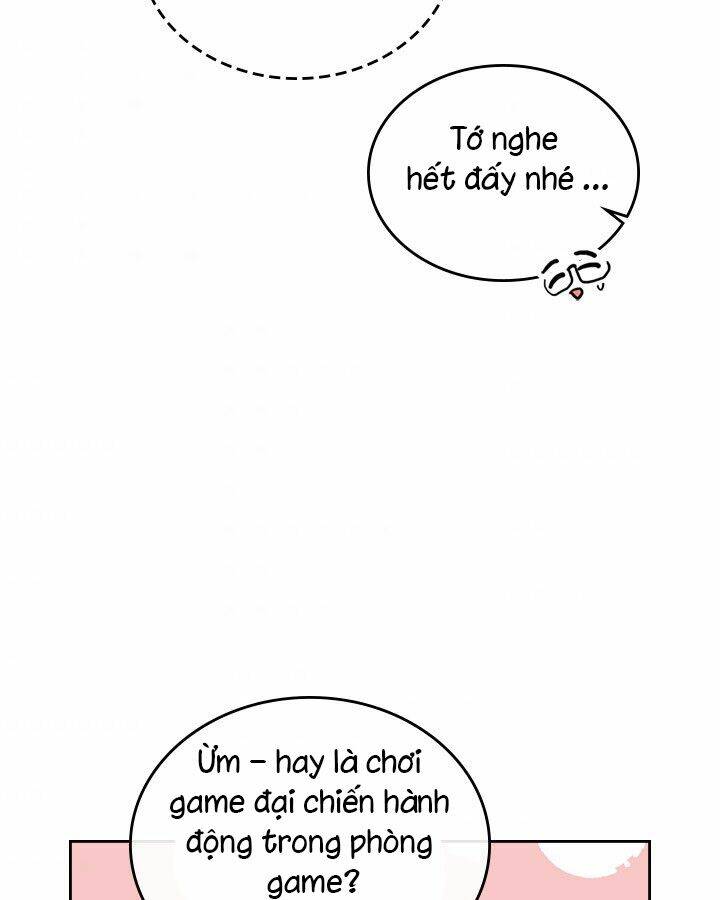 Tớ nghe
hết đấy nhé ...
Ừm – hay là chơi
game đại chiến hành
động trong phòng
game?